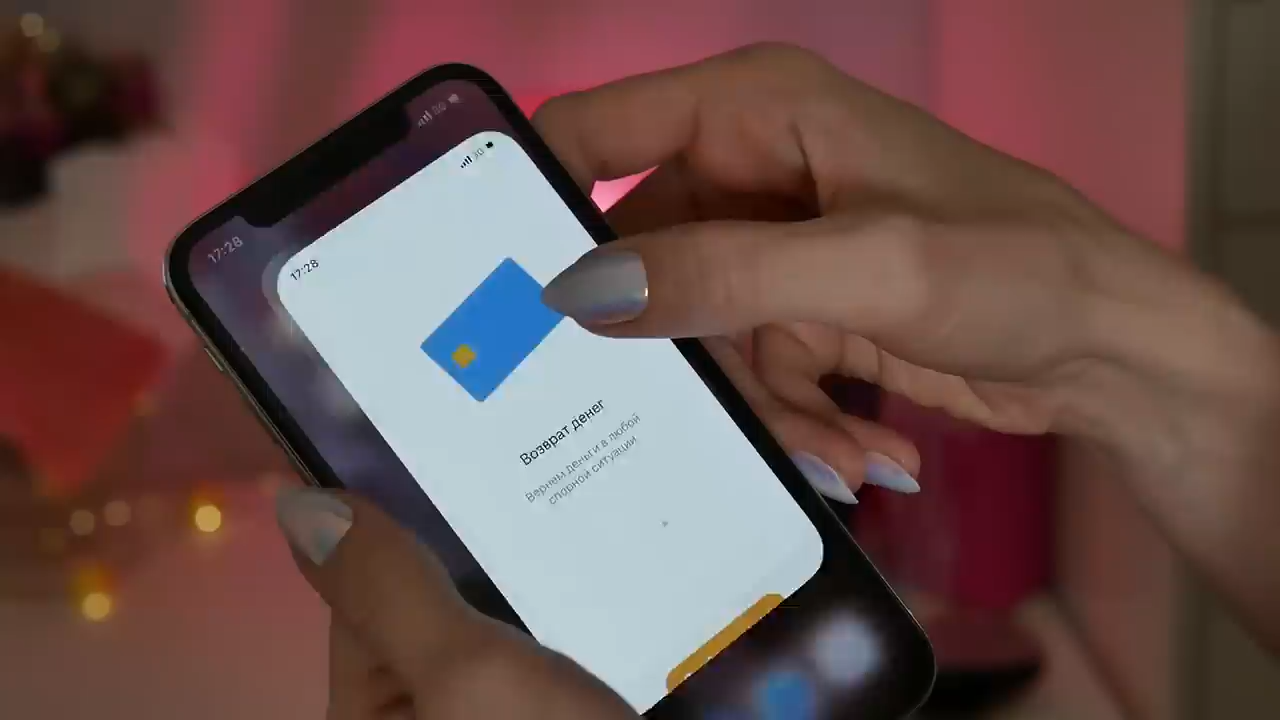 17:28
17:28
Возврат денег
Вернем деньги в любой
спорной ситуации